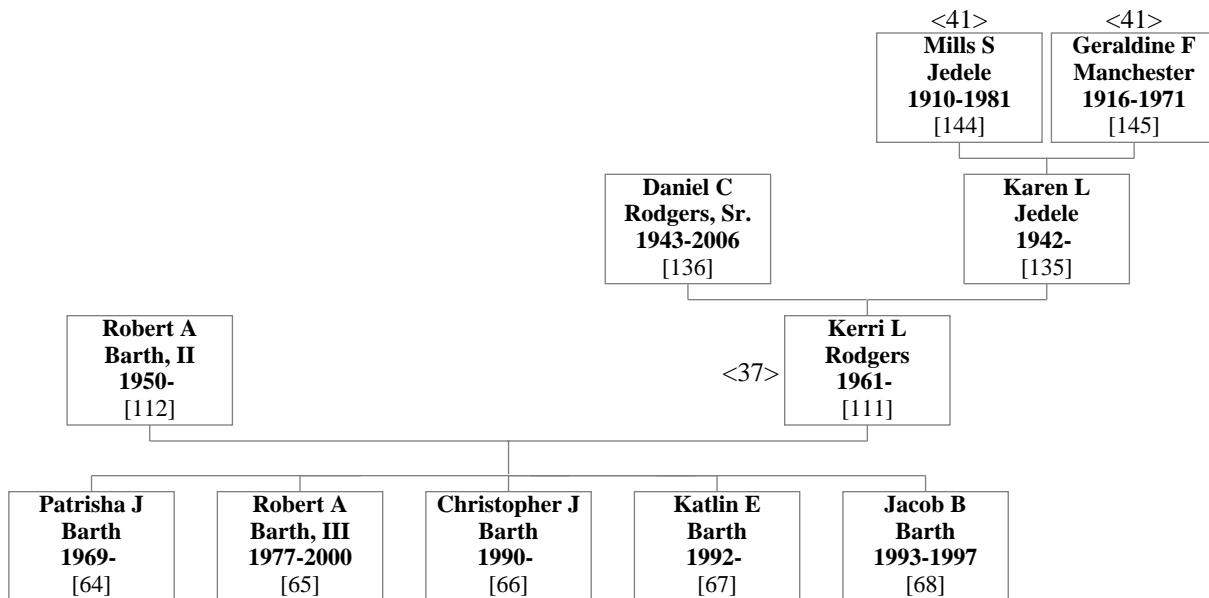 <41>
<41>
Mills S
Jedele
1910-1981
[144]
Geraldine F
Manchester
1916-1971
[145]
Daniel C
Rodgers, Sr.
1943-2006
[136]
Karen L
Jedele
1942-
[135]
Robert A
Barth, II
1950-
[112]
<37>
Kerri L
Rodgers
1961-
[111]
Patrisha J
Barth
1969-
[64]
Robert A
Barth, III
1977-2000
[65]
Christopher J
Barth
1990-
[66]
Katlin E
Barth
1992-
[67]
Jacob B
Barth
1993-1997
[68]